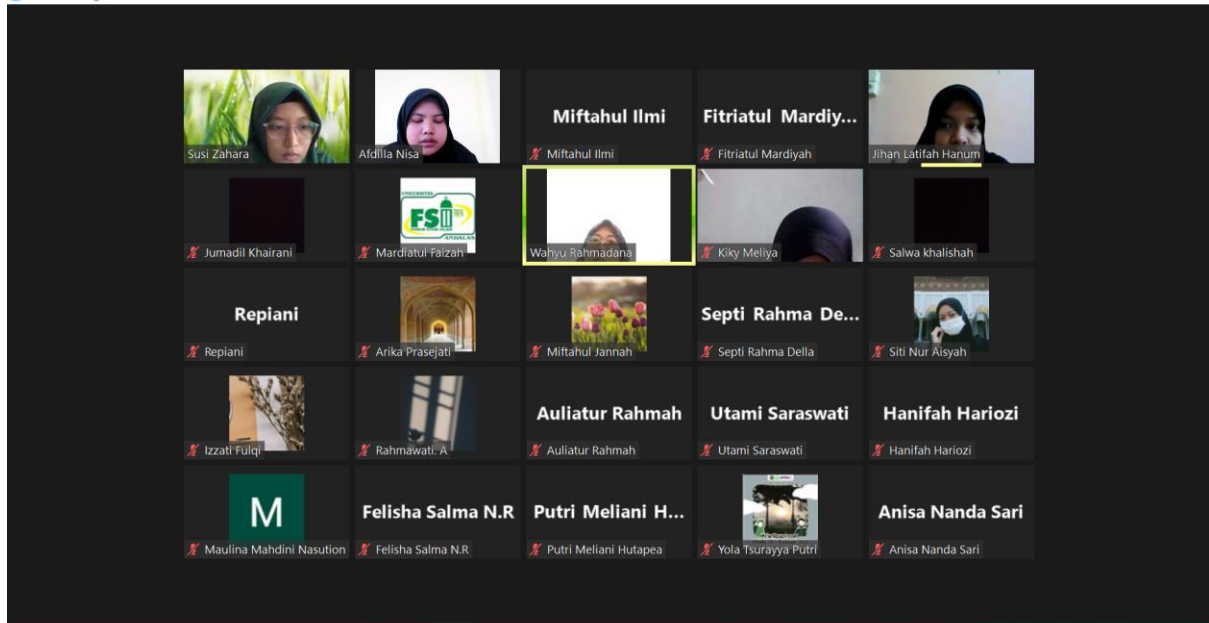 Susi Zahara
Afdilla Nisa
Miftahul Ilmi
Miftahul Ilmi
Fitriatul Mardiy...
Fitriatul Mardiyah
Jihan Latifah Hanum
Jumadil Khairani
UNIVERSITAS
FSI
ANDALAS
Mardiatul Faizah
Wahyu Rahmadana
Kiky Meliya
Salwa khalishah
Repiani
Repiani
Arika Prasejati
Miftahul Jannah
Septi Rahma De...
Septi Rahma Della
Siti Nur Aisyah
Izzati Fulqi
Rahmawati. A
Auliatur Rahmah
Auliatur Rahmah
Utami Saraswati
Utami Saraswati
Hanifah Hariozi
Hanifah Hariozi
M
Maulina Mahdini Nasution
Felisha Salma N.R
Felisha Salma N.R
Putri Meliani H...
Putri Meliani Hutapea
Yola Tsurayya Putri
Anisa Nanda Sari
Anisa Nanda Sari